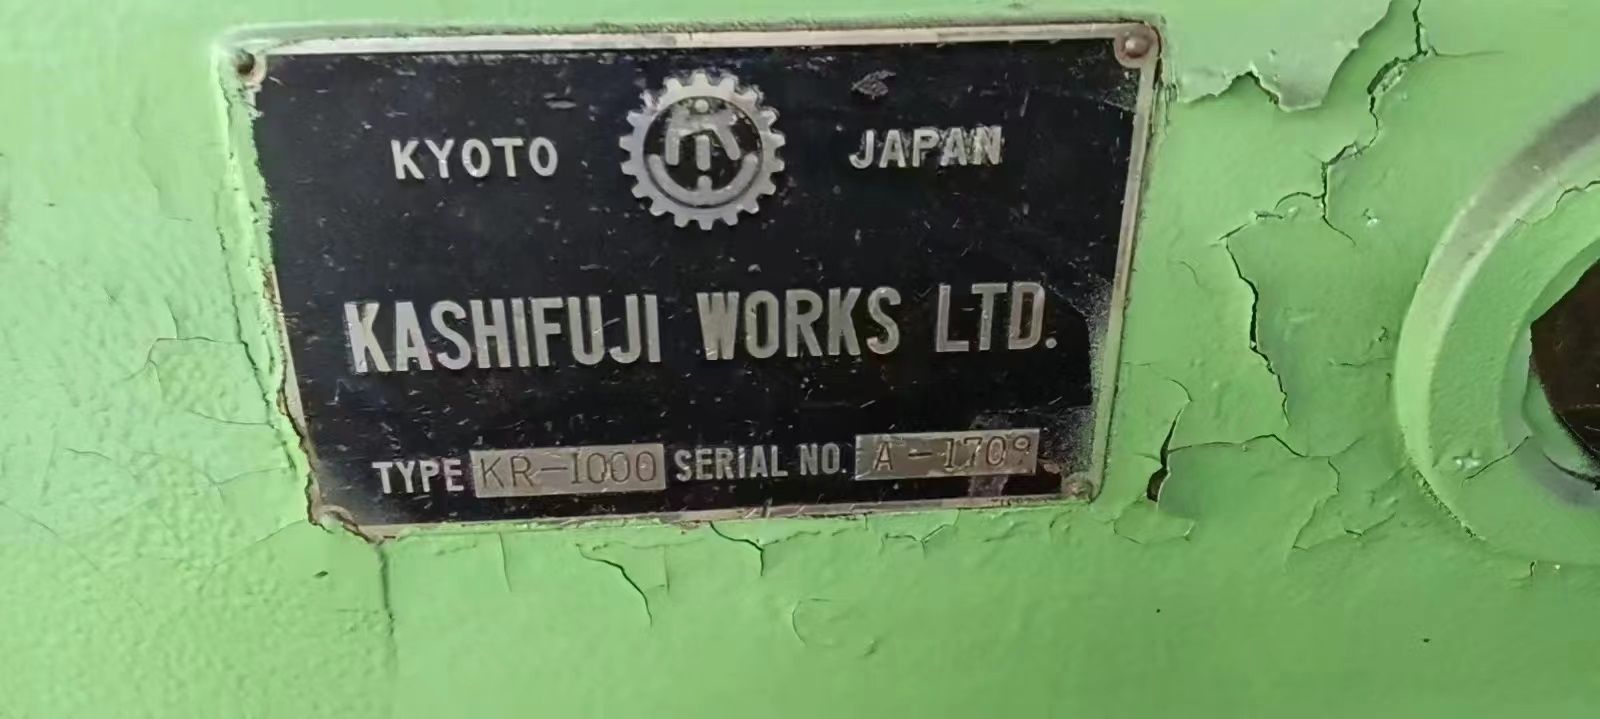 KYOTO JAPAN
KASHIFUJI WORKS LTD.
TYPE KR-1000 SERIAL NO. A-1709